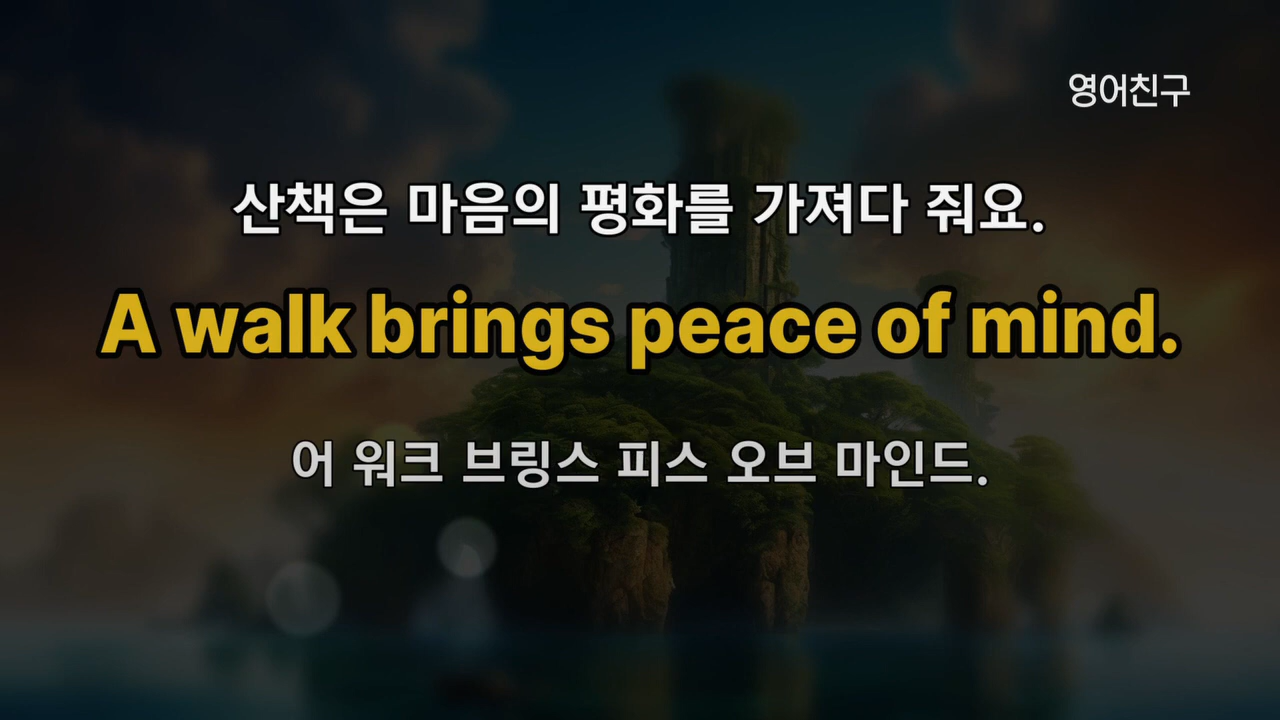 영어친구
산책은 마음의 평화를 가져다 줘요.
A walk brings peace of mind.
어 워크 브링스 피스 오브 마인드.